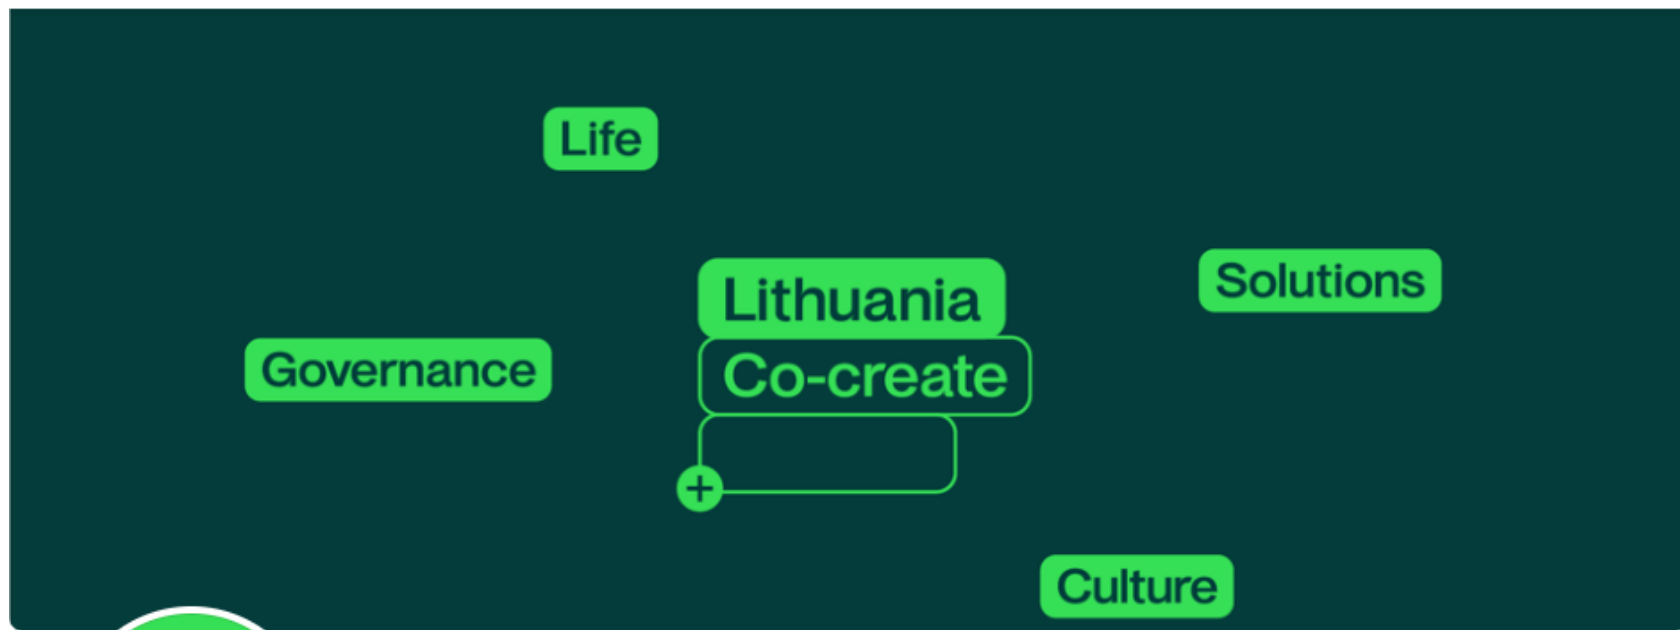 Life
Solutions
Lithuania
Governance
Co-create
+
Culture